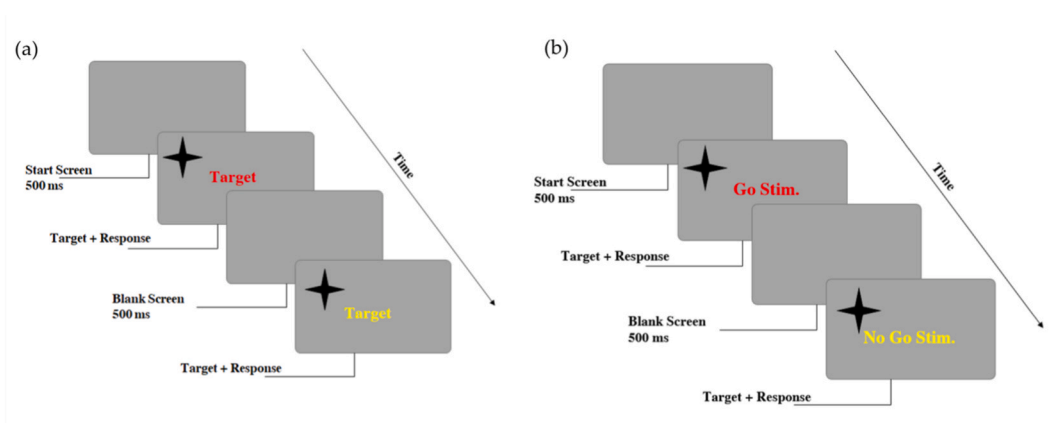 (a)
Time
Start Screen
500 ms
Target
Target + Response
Blank Screen
500 ms
Target
Target + Response
(b)
Time
Start Screen
500 ms
Go Stim.
Target + Response
Blank Screen
500 ms
No Go Stim.
Target + Response